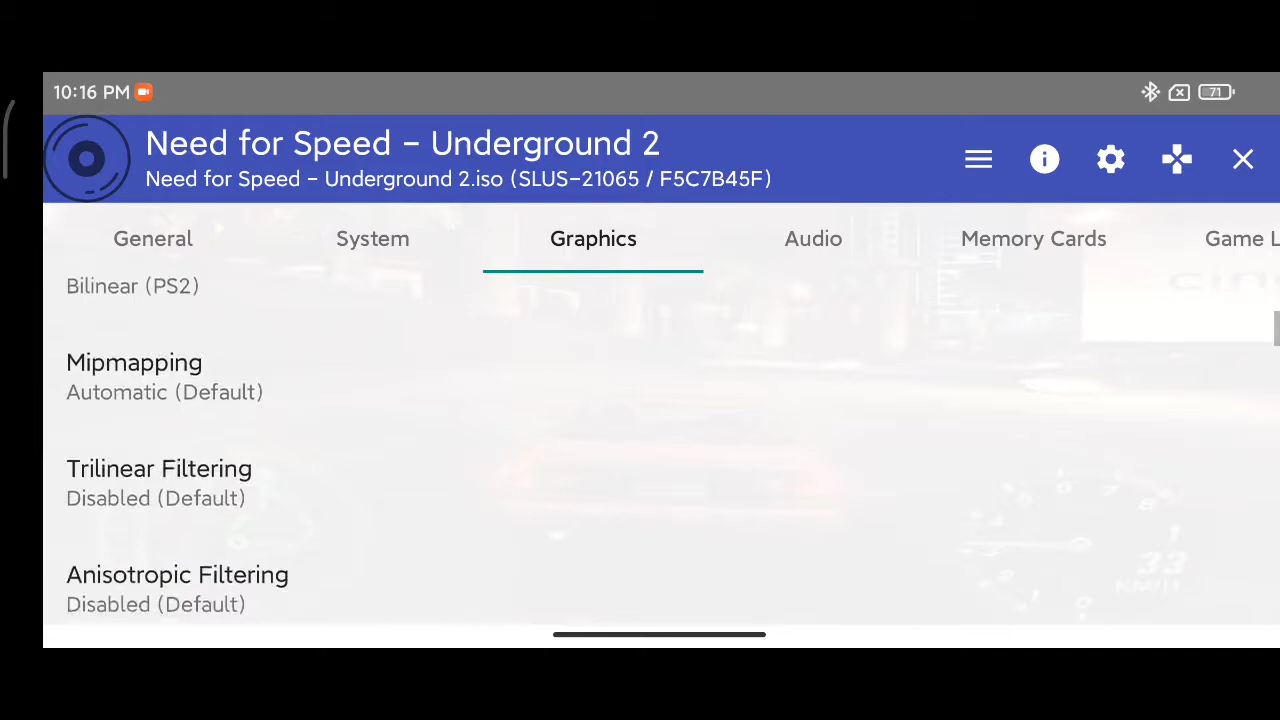 10:16 PM
71
Need for Speed – Underground 2
Need for Speed – Underground 2.iso (SLUS-21065 / F5C7B45F)
General System Graphics Audio Memory Cards Game L
Bilinear (PS2)
Mipmapping
Automatic (Default)
Trilinear Filtering
Disabled (Default)
Anisotropic Filtering
Disabled (Default)
33
KM/H